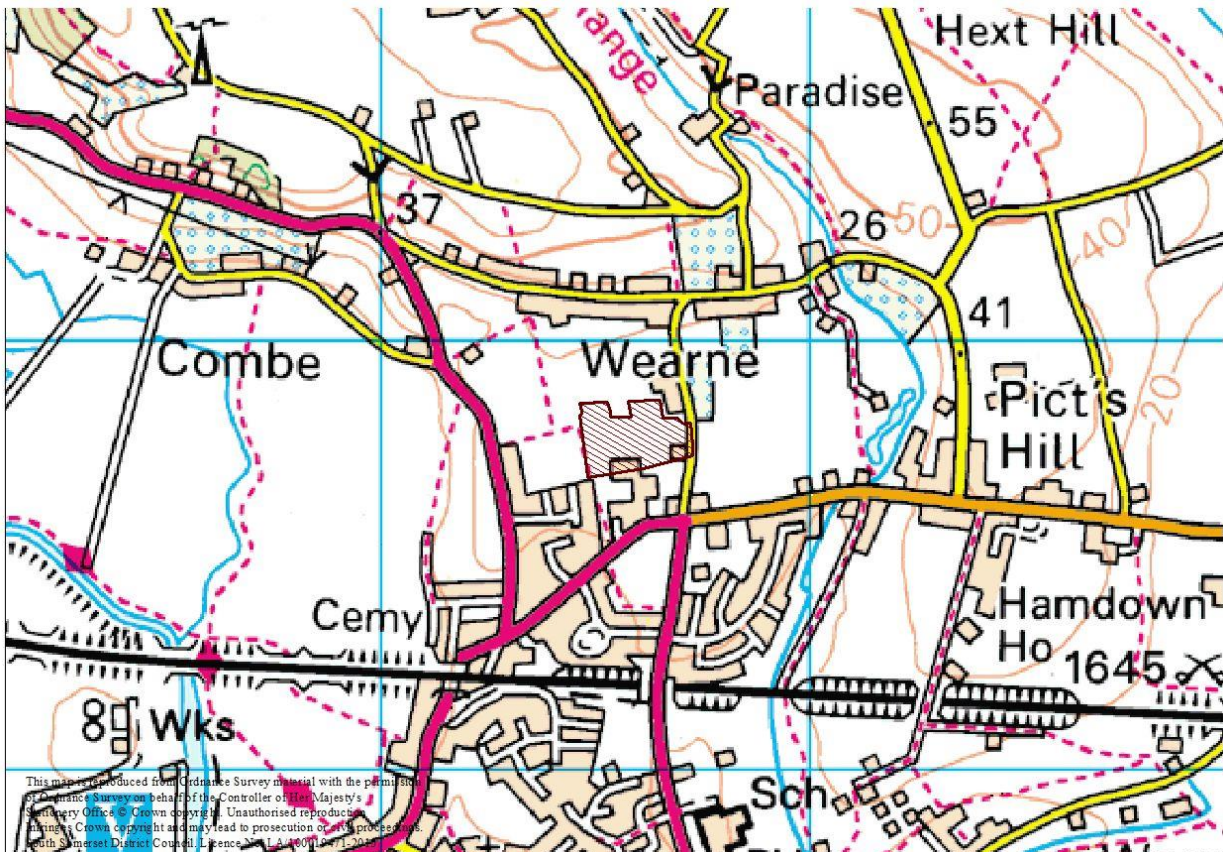 Hext Hill
ange
Paradise
55
37
26
50
40
41
Combe
Wearne
Pict's
Hill
20
Cemy
Hamdown
Ho
1645
8
Wks
Sch
This map is reproduced from Ordnance Survey material with the permission
of Ordnance Survey on behalf of the Controller of Her Majesty's
Stationery Office © Crown copyright. Unauthorised reproduction
infringes Crown copyright and may lead to prosecution or civil proceedings.
South Somerset District Council. Licence No. LA